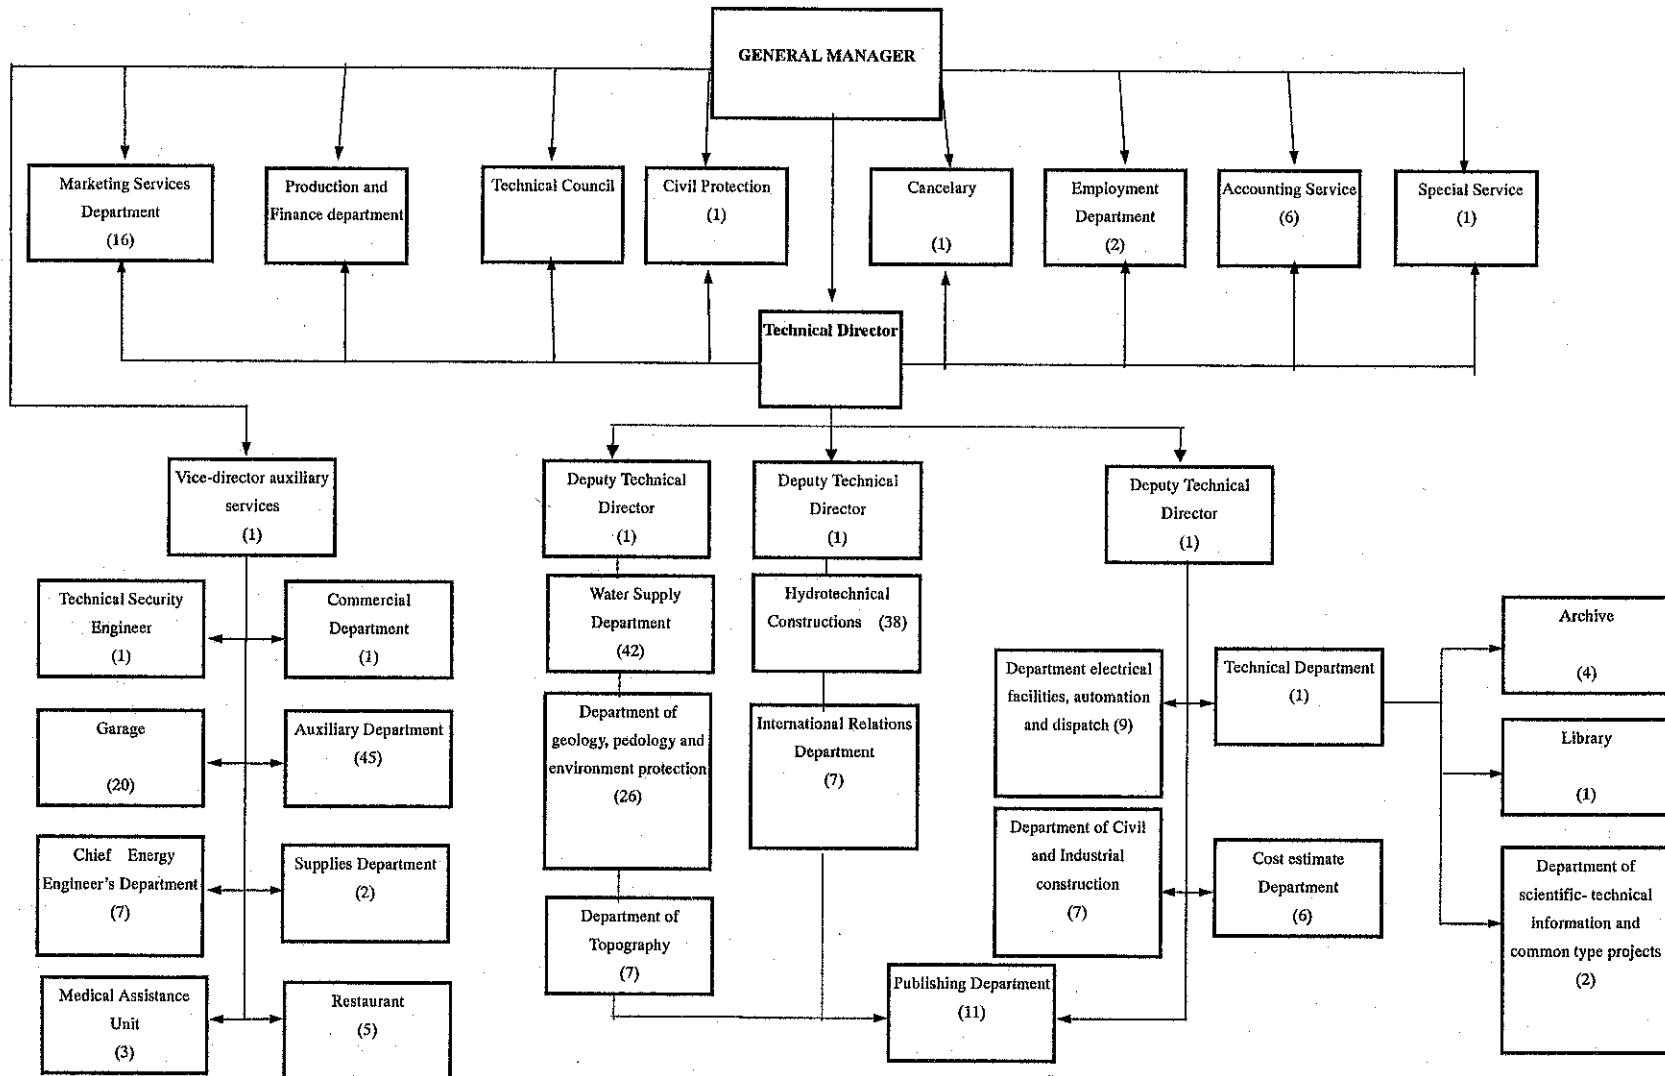 GENERAL MANAGER
Marketing Services
Department
(16)
Production and
Finance department
Technical Council
Civil Protection
(1)
Cancelary
(1)
Employment
Department
(2)
Accounting Service
(6)
Special Service
(1)
Technical Director
Vice-director auxiliary
services
(1)
Deputy Technical
Director
(1)
Deputy Technical
Director
(1)
Deputy Technical
Director
(1)
Technical Security
Engineer
(1)
Commercial
Department
(1)
Garage
(20)
Auxiliary Department
(45)
Chief Energy
Engineer's Department
(7)
Supplies Department
(2)
Medical Assistance
Unit
(3)
Restaurant
(5)
Water Supply
Department
(42)
Department of
geology, pedology and
environment protection
(26)
Department of
Topography
(7)
Hydrotechnical
Constructions (38)
International Relations
Department
(7)
Publishing Department
(11)
Department electrical
facilities, automation
and dispatch (9)
Technical Department
(1)
Department of Civil
and Industrial
construction
(7)
Cost estimate
Department
(6)
Archive
(4)
Library
(1)
Department of
scientific- technical
information and
common type projects
(2)